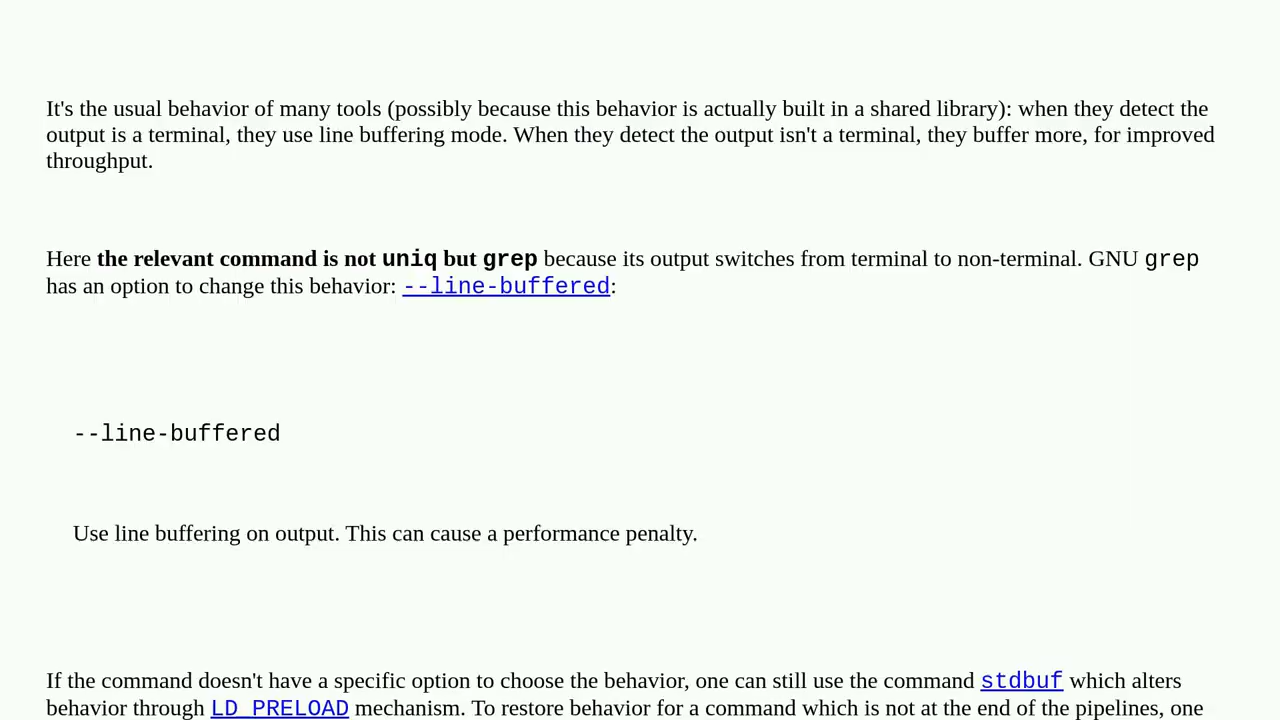 It's the usual behavior of many tools (possibly because this behavior is actually built in a shared library): when they detect the
output is a terminal, they use line buffering mode. When they detect the output isn't a terminal, they buffer more, for improved
throughput.
Here the relevant command is not uniq but grep because its output switches from terminal to non-terminal. GNU grep
has an option to change this behavior: --line-buffered:
--line-buffered
Use line buffering on output. This can cause a performance penalty.
If the command doesn't have a specific option to choose the behavior, one can still use the command stdbuf which alters
behavior through LD_PRELOAD mechanism. To restore behavior for a command which is not at the end of the pipelines, one